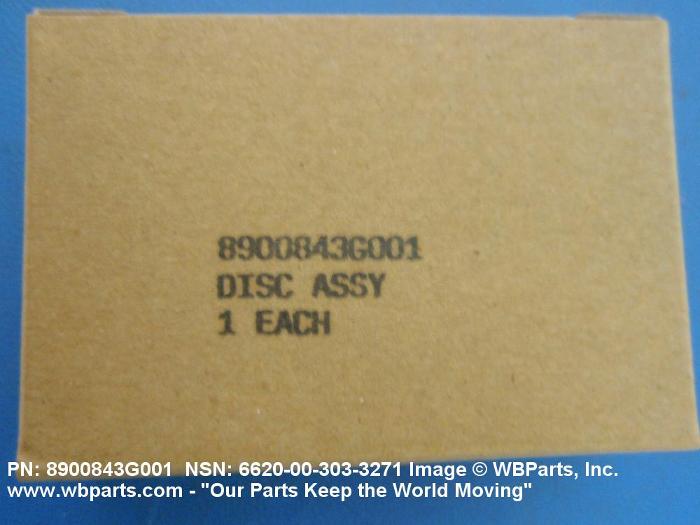 8900843G001
DISC ASSY
1 EACH
PN: 8900843G001 NSN: 6620-00-303-3271 Image © WBParts, Inc.
www.wbparts.com - "Our Parts Keep the World Moving"